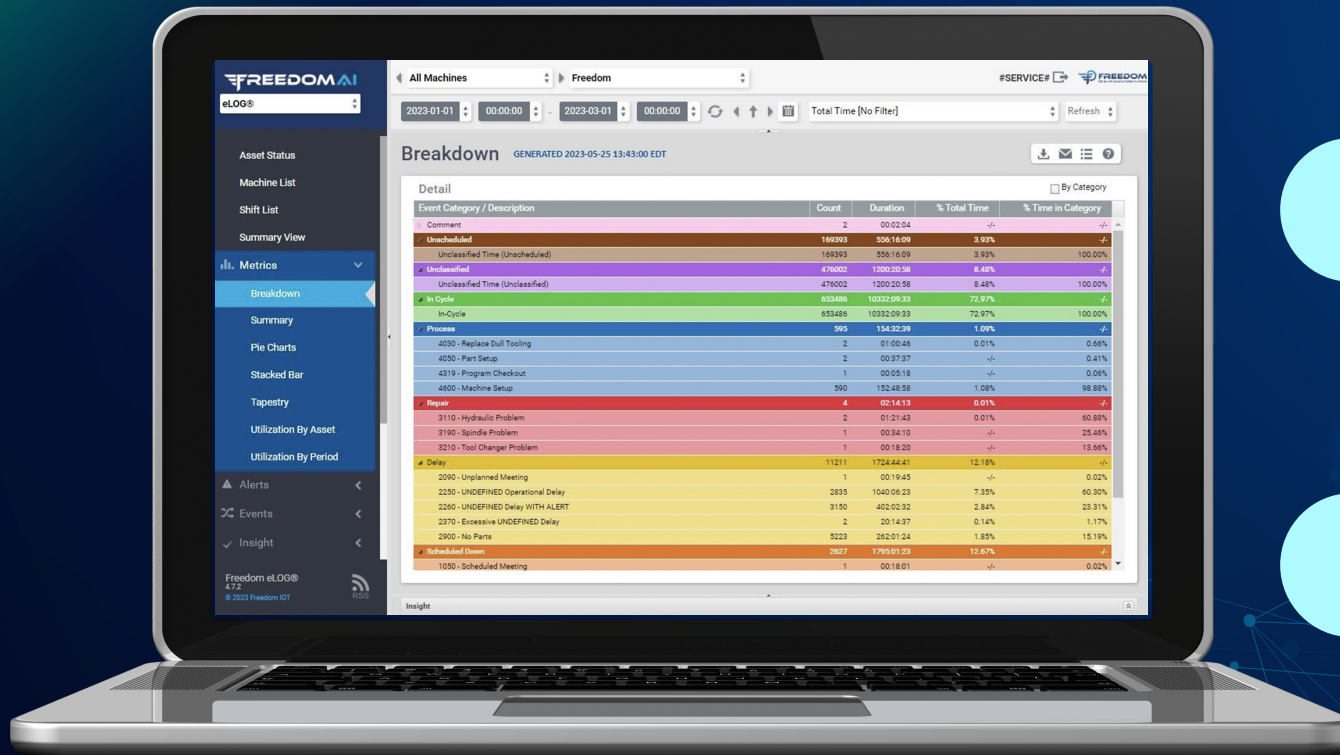 FREEDOMAI
eLOG®
Asset Status
Machine List
Shift List
Summary View
Metrics
Breakdown
Summary
Pie Charts
Stacked Bar
Tapestry
Utilization By Asset
Utilization By Period
Alerts
Events
Insight
Freedom eLOG®
4.7.2
© 2023 Freedom IOT
RSS
All Machines Freedom #SERVICE# FREEDOM
2023-01-01 00:00:00 - 2023-03-01 00:00:00 Total Time [No Filter] Refresh
Breakdown GENERATED 2023-05-25 13:43:00 EDT
Detail By Category
Event Category / Description Count Duration % Total Time % Time in Category
Comment 2 00:02:04 -/- -/-
Unscheduled 169393 556:16:09 3.93% -/-
Unclassified Time (Unscheduled) 169393 556:16:09 3.93% 100.00%
Unclassified 476002 1200:20:58 8.48% -/-
Unclassified Time (Unclassified) 476002 1200:20:58 8.48% 100.00%
In Cycle 653486 10332:09:33 72.97% -/-
In-Cycle 653486 10332:09:33 72.97% 100.00%
Process 595 154:32:39 1.09% -/-
4030 - Replace Dull Tooling 2 01:00:46 0.01% 0.66%
4050 - Part Setup 2 00:37:37 -/- 0.41%
4319 - Program Checkout 1 00:05:18 -/- 0.06%
4600 - Machine Setup 590 152:48:58 1.08% 98.88%
Repair 4 02:14:13 0.01% -/-
3110 - Hydraulic Problem 2 01:21:43 0.01% 60.88%
3190 - Spindle Problem 1 00:34:10 -/- 25.46%
3210 - Tool Changer Problem 1 00:18:20 -/- 13.66%
Delay 11211 1724:44:41 12.18% -/-
2090 - Unplanned Meeting 1 00:19:45 -/- 0.02%
2250 - UNDEFINED Operational Delay 2835 1040:06:23 7.35% 60.30%
2260 - UNDEFINED Delay WITH ALERT 3150 402:02:32 2.84% 23.31%
2370 - Excessive UNDEFINED Delay 2 20:14:37 0.14% 1.17%
2900 - No Parts 5223 262:01:24 1.85% 15.19%
Scheduled Down 2627 1795:01:23 12.67% -/-
1050 - Scheduled Meeting 1 00:18:01 -/- 0.02%
Insight